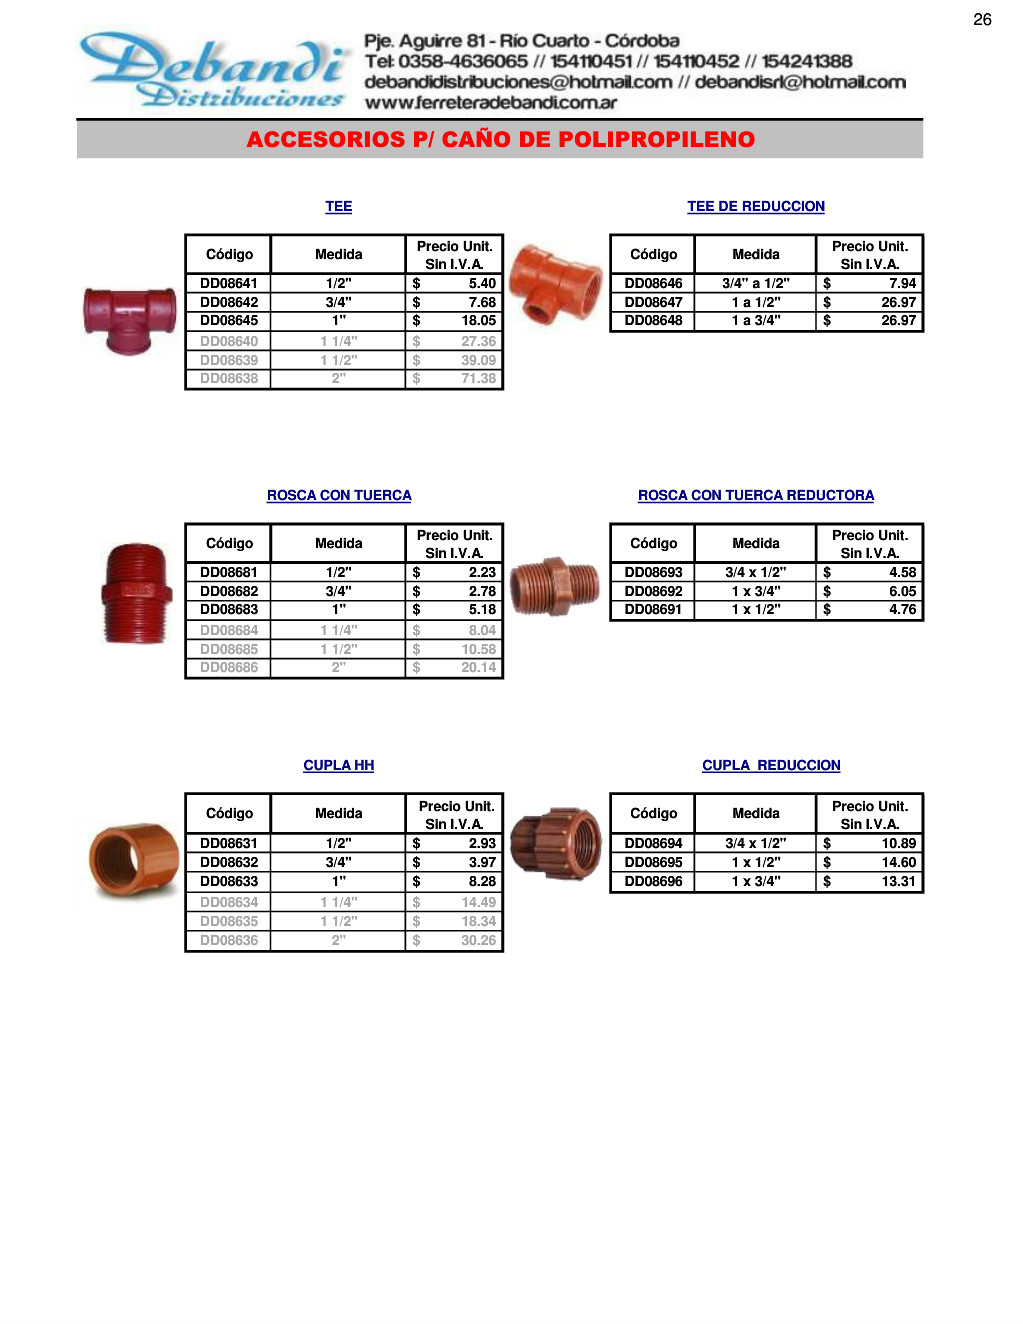 26
Debandi
Distribuciones
Pje. Aguirre 81 - Río Cuarto - Córdoba
Tel: 0358-4636065 // 154110451 // 154110452 // 154241388
debandidistribuciones@hotmail.com // debandisrl@hotmail.com
www.ferreteradebandi.com.ar
ACCESORIOS P/ CAÑO DE POLIPROPILENO
TEE
Código Medida Precio Unit. Sin I.V.A.
DD08641 1/2" $ 5.40
DD08642 3/4" $ 7.68
DD08645 1" $ 18.05
DD08640 1 1/4" $ 27.36
DD08639 1 1/2" $ 39.09
DD08638 2" $ 71.38
TEE DE REDUCCION
Código Medida Precio Unit. Sin I.V.A.
DD08646 3/4" a 1/2" $ 7.94
DD08647 1 a 1/2" $ 26.97
DD08648 1 a 3/4" $ 26.97
ROSCA CON TUERCA
Código Medida Precio Unit. Sin I.V.A.
DD08681 1/2" $ 2.23
DD08682 3/4" $ 2.78
DD08683 1" $ 5.18
DD08684 1 1/4" $ 8.04
DD08685 1 1/2" $ 10.58
DD08686 2" $ 20.14
ROSCA CON TUERCA REDUCTORA
Código Medida Precio Unit. Sin I.V.A.
DD08693 3/4 x 1/2" $ 4.58
DD08692 1 x 3/4" $ 6.05
DD08691 1 x 1/2" $ 4.76
CUPLA HH
Código Medida Precio Unit. Sin I.V.A.
DD08631 1/2" $ 2.93
DD08632 3/4" $ 3.97
DD08633 1" $ 8.28
DD08634 1 1/4" $ 14.49
DD08635 1 1/2" $ 18.34
DD08636 2" $ 30.26
CUPLA  REDUCCION
Código Medida Precio Unit. Sin I.V.A.
DD08694 3/4 x 1/2" $ 10.89
DD08695 1 x 1/2" $ 14.60
DD08696 1 x 3/4" $ 13.31